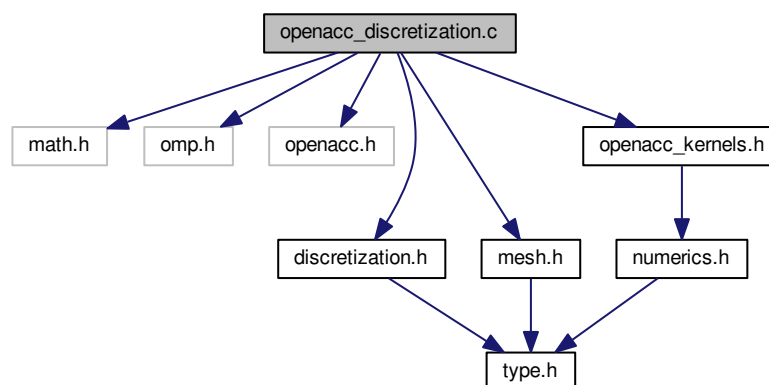 openacc_discretization.c
math.h
omp.h
openacc.h
openacc_kernels.h
discretization.h
mesh.h
numerics.h
type.h